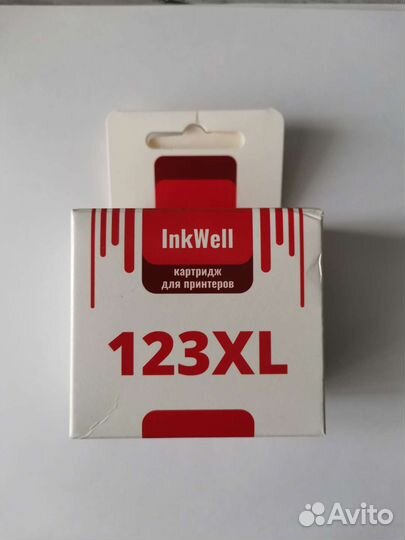 InkWell
картридж
для принтеров
123XL
Avito